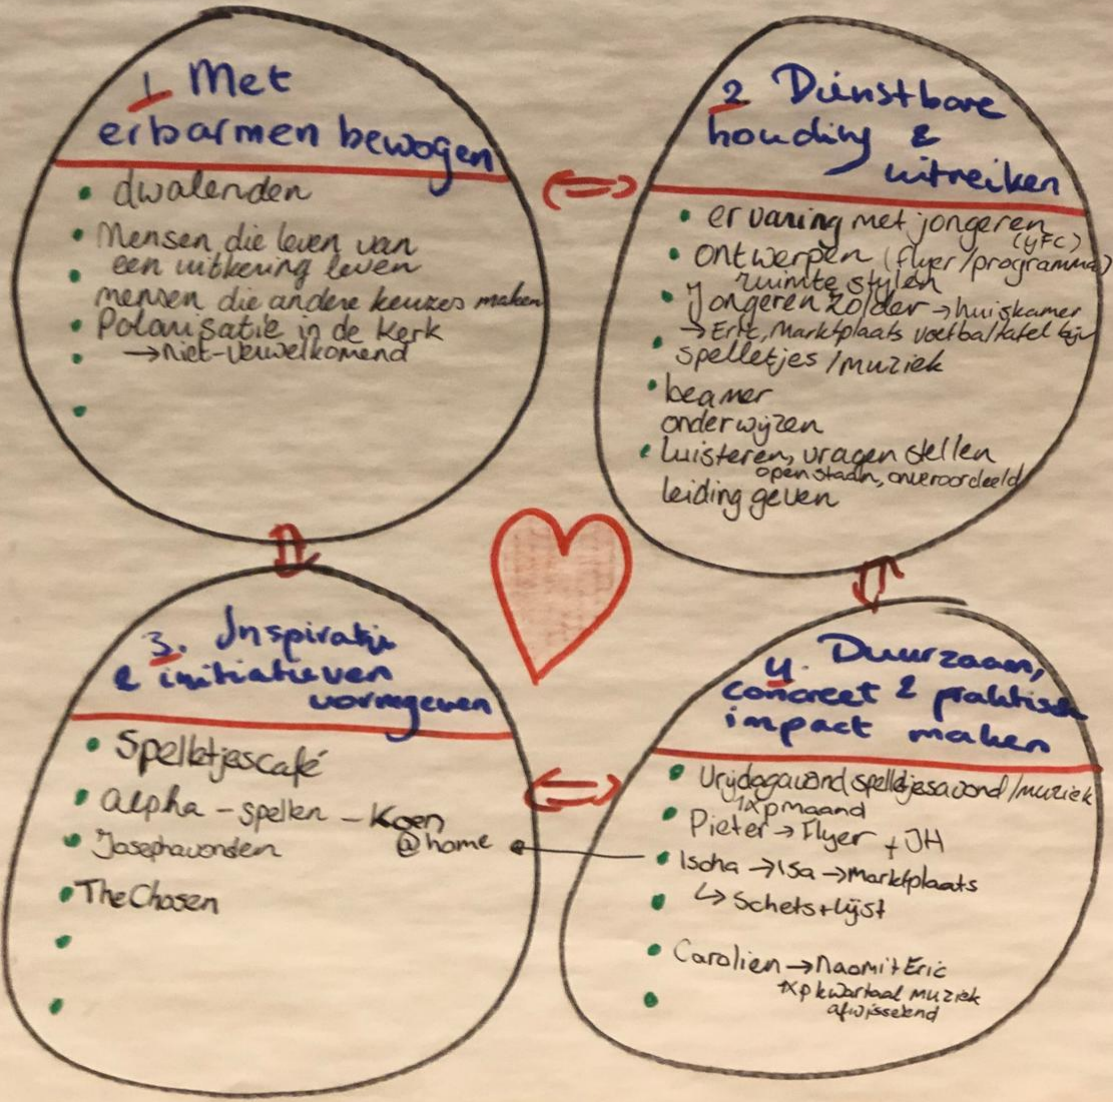 1. Met
erbarmen bewogen
dwalenden
Mensen die leven van
een uitkering leven
mensen die andere keuzes maken
Polarisatie in de Kerk
→niet-verwelkomend
2. Dienstbare
houding &
uitreiken
ervaring met jongeren
(YFC)
ontwerpen (flyer/programma)
ruimte stylen
Jongeren zolder → huiskamer
→ Eric, Marktplaats voetbaltafel
spelletjes/muziek
beamer
onderwijzen
luisteren, vragen stellen
openstaan, onveroordeeld
leiding geven
3. Inspiratie
& initiatieven
vormgeven
Spelletjescafé
alpha - spellen - Koen
@home
Josephavonden
The Chosen
4. Duurzaam,
concreet & praktisch
impact maken
Vrijdagavond spelletjesavond/muziek
1x p maand
Pieter → Flyer + JH
Ischa → Isa → Marktplaats
↳ Schets + lijst
Carolien → Naomi + Eric
1x p kwartaal muziek
afwisselend